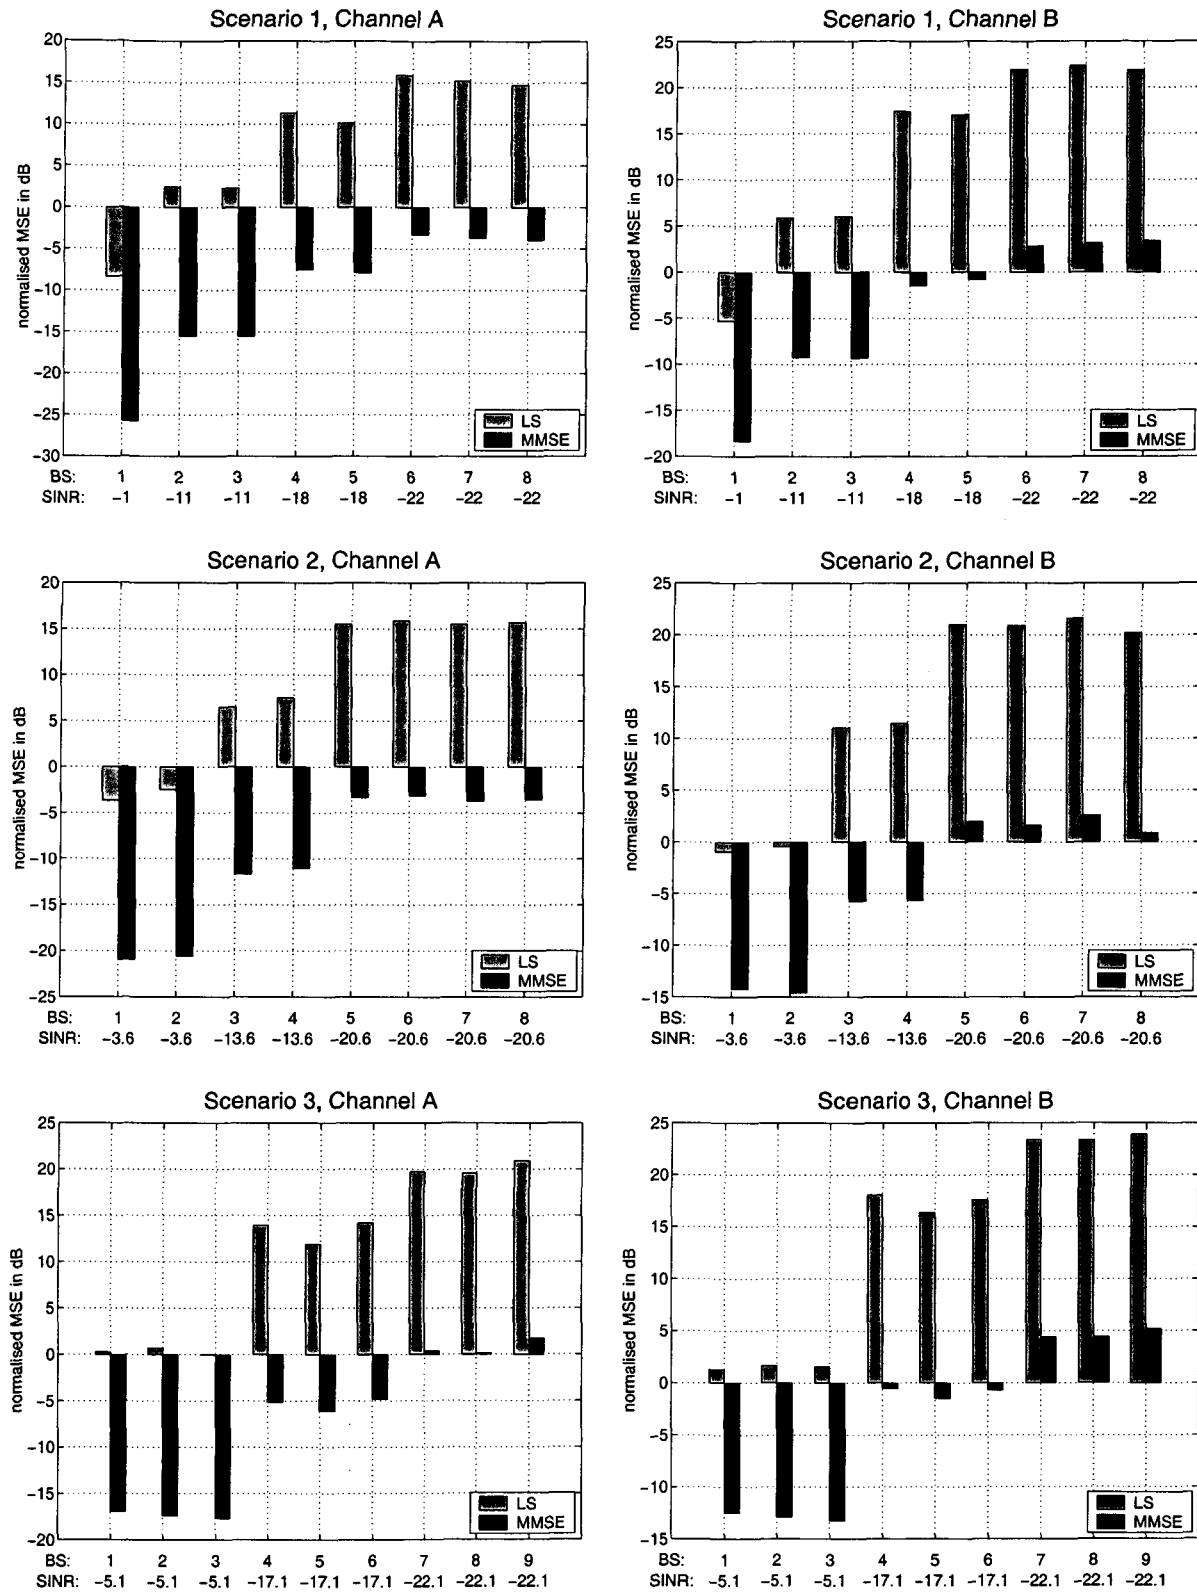 Scenario 1, Channel A
normalised MSE in dB
20
15
10
5
0
−5
−10
−15
−20
−25
−30
LS
MMSE
BS: 1 2 3 4 5 6 7 8
SINR: −1 −11 −11 −18 −18 −22 −22 −22
Scenario 1, Channel B
normalised MSE in dB
25
20
15
10
5
0
−5
−10
−15
−20
LS
MMSE
BS: 1 2 3 4 5 6 7 8
SINR: −1 −11 −11 −18 −18 −22 −22 −22
Scenario 2, Channel A
normalised MSE in dB
20
15
10
5
0
−5
−10
−15
−20
−25
LS
MMSE
BS: 1 2 3 4 5 6 7 8
SINR: −3.6 −3.6 −13.6 −13.6 −20.6 −20.6 −20.6 −20.6
Scenario 2, Channel B
normalised MSE in dB
25
20
15
10
5
0
−5
−10
−15
LS
MMSE
BS: 1 2 3 4 5 6 7 8
SINR: −3.6 −3.6 −13.6 −13.6 −20.6 −20.6 −20.6 −20.6
Scenario 3, Channel A
normalised MSE in dB
25
20
15
10
5
0
−5
−10
−15
−20
LS
MMSE
BS: 1 2 3 4 5 6 7 8 9
SINR: −5.1 −5.1 −5.1 −17.1 −17.1 −17.1 −22.1 −22.1 −22.1
Scenario 3, Channel B
normalised MSE in dB
25
20
15
10
5
0
−5
−10
−15
LS
MMSE
BS: 1 2 3 4 5 6 7 8 9
SINR: −5.1 −5.1 −5.1 −17.1 −17.1 −17.1 −22.1 −22.1 −22.1